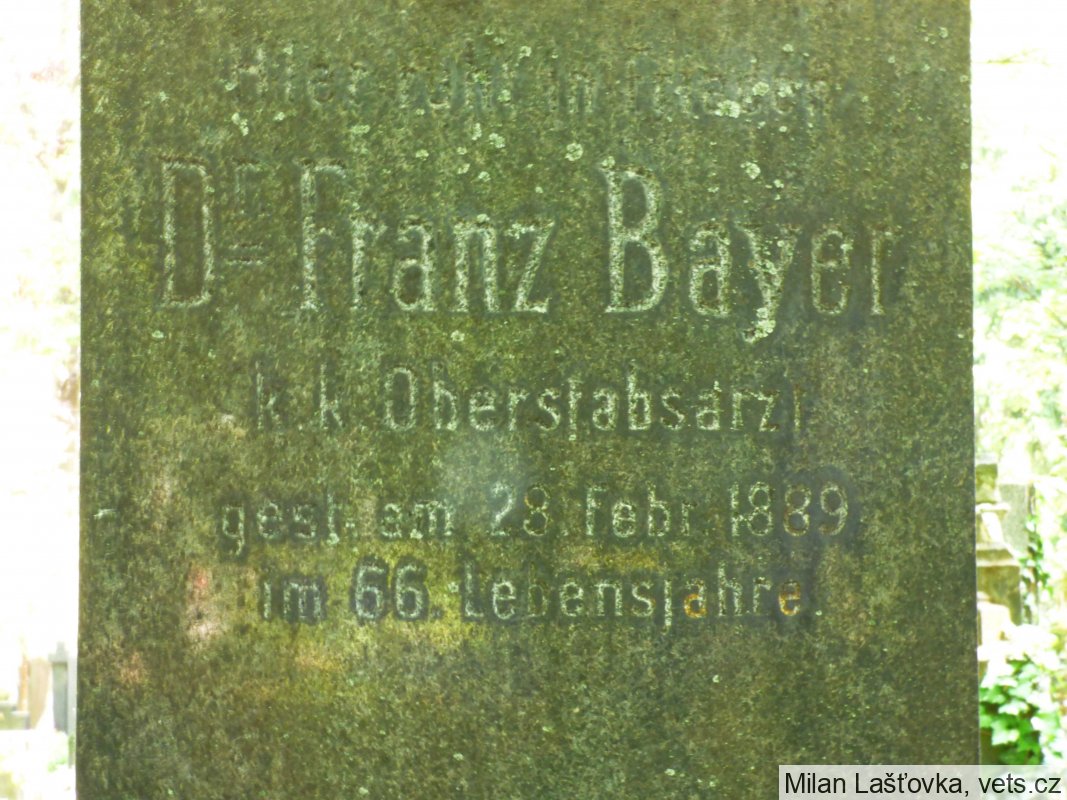 Hier ruht in Frieden
Dr. Franz Bayer
k. k. Oberstabsarzt
gest. am 28. Febr. 1889
im 66. Lebensjahre.
Milan Lašťovka, vets.cz